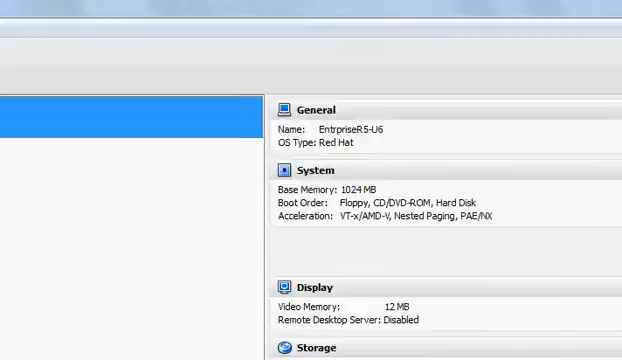 General
Name: EntrpriseR5-U6
OS Type: Red Hat
System
Base Memory: 1024 MB
Boot Order: Floppy, CD/DVD-ROM, Hard Disk
Acceleration: VT-x/AMD-V, Nested Paging, PAE/NX
Display
Video Memory: 12 MB
Remote Desktop Server: Disabled
Storage